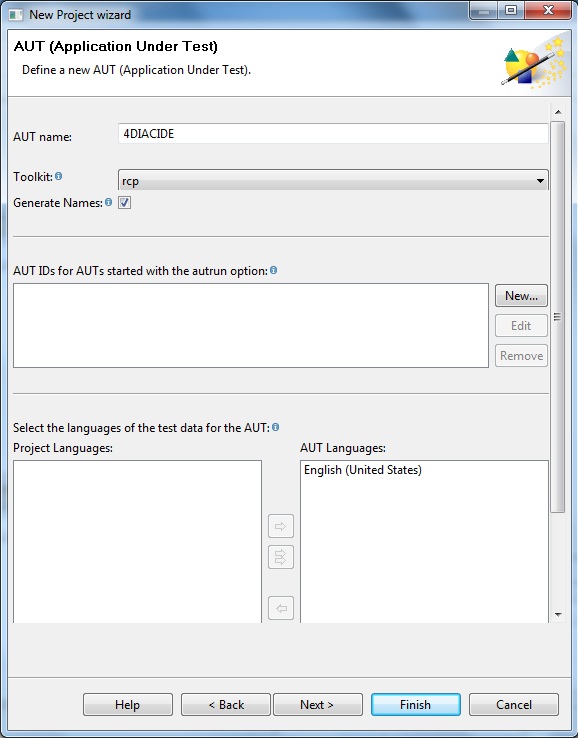 New Project wizard
AUT (Application Under Test)
Define a new AUT (Application Under Test).
AUT name:
4DIACIDE
Toolkit:
rcp
Generate Names:
AUT IDs for AUTs started with the autrun option:
New...
Edit
Remove
Select the languages of the test data for the AUT:
Project Languages:
AUT Languages:
English (United States)
Help
< Back
Next >
Finish
Cancel